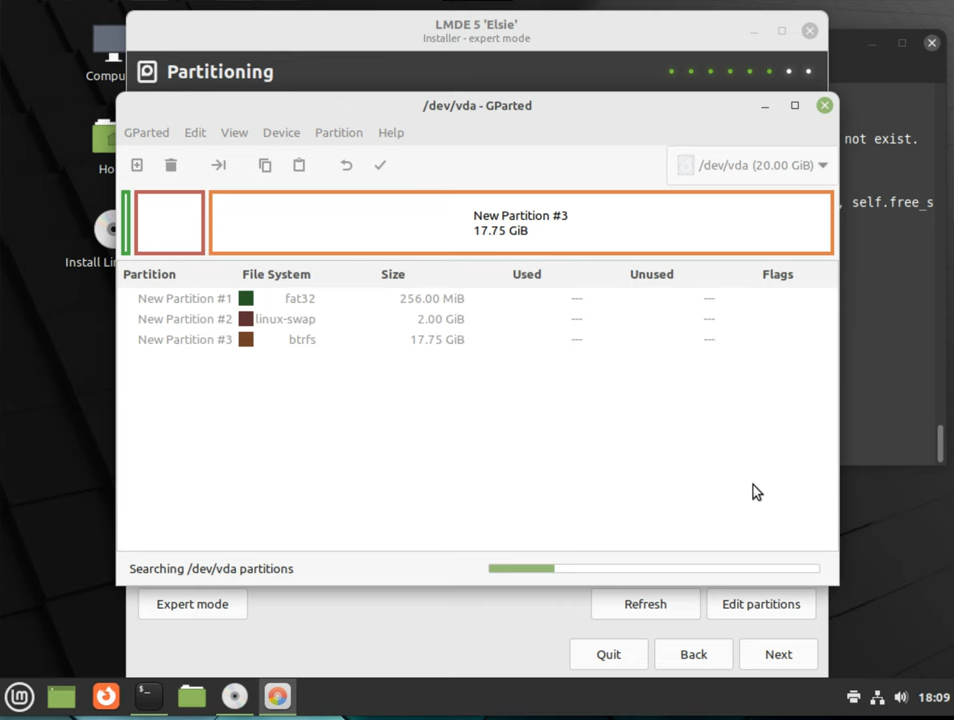 LMDE 5 'Elsie'
Installer - expert mode
Partitioning
Compu
Ho
Install Li
not exist.
, self.free_s
/dev/vda - GParted
GParted Edit View Device Partition Help
/dev/vda (20.00 GiB)
New Partition #3
17.75 GiB
Partition File System Size Used Unused Flags
New Partition #1 fat32 256.00 MiB --- ---
New Partition #2 linux-swap 2.00 GiB --- ---
New Partition #3 btrfs 17.75 GiB --- ---
Searching /dev/vda partitions
Expert mode Refresh Edit partitions
Quit Back Next
lm $_ 18:09